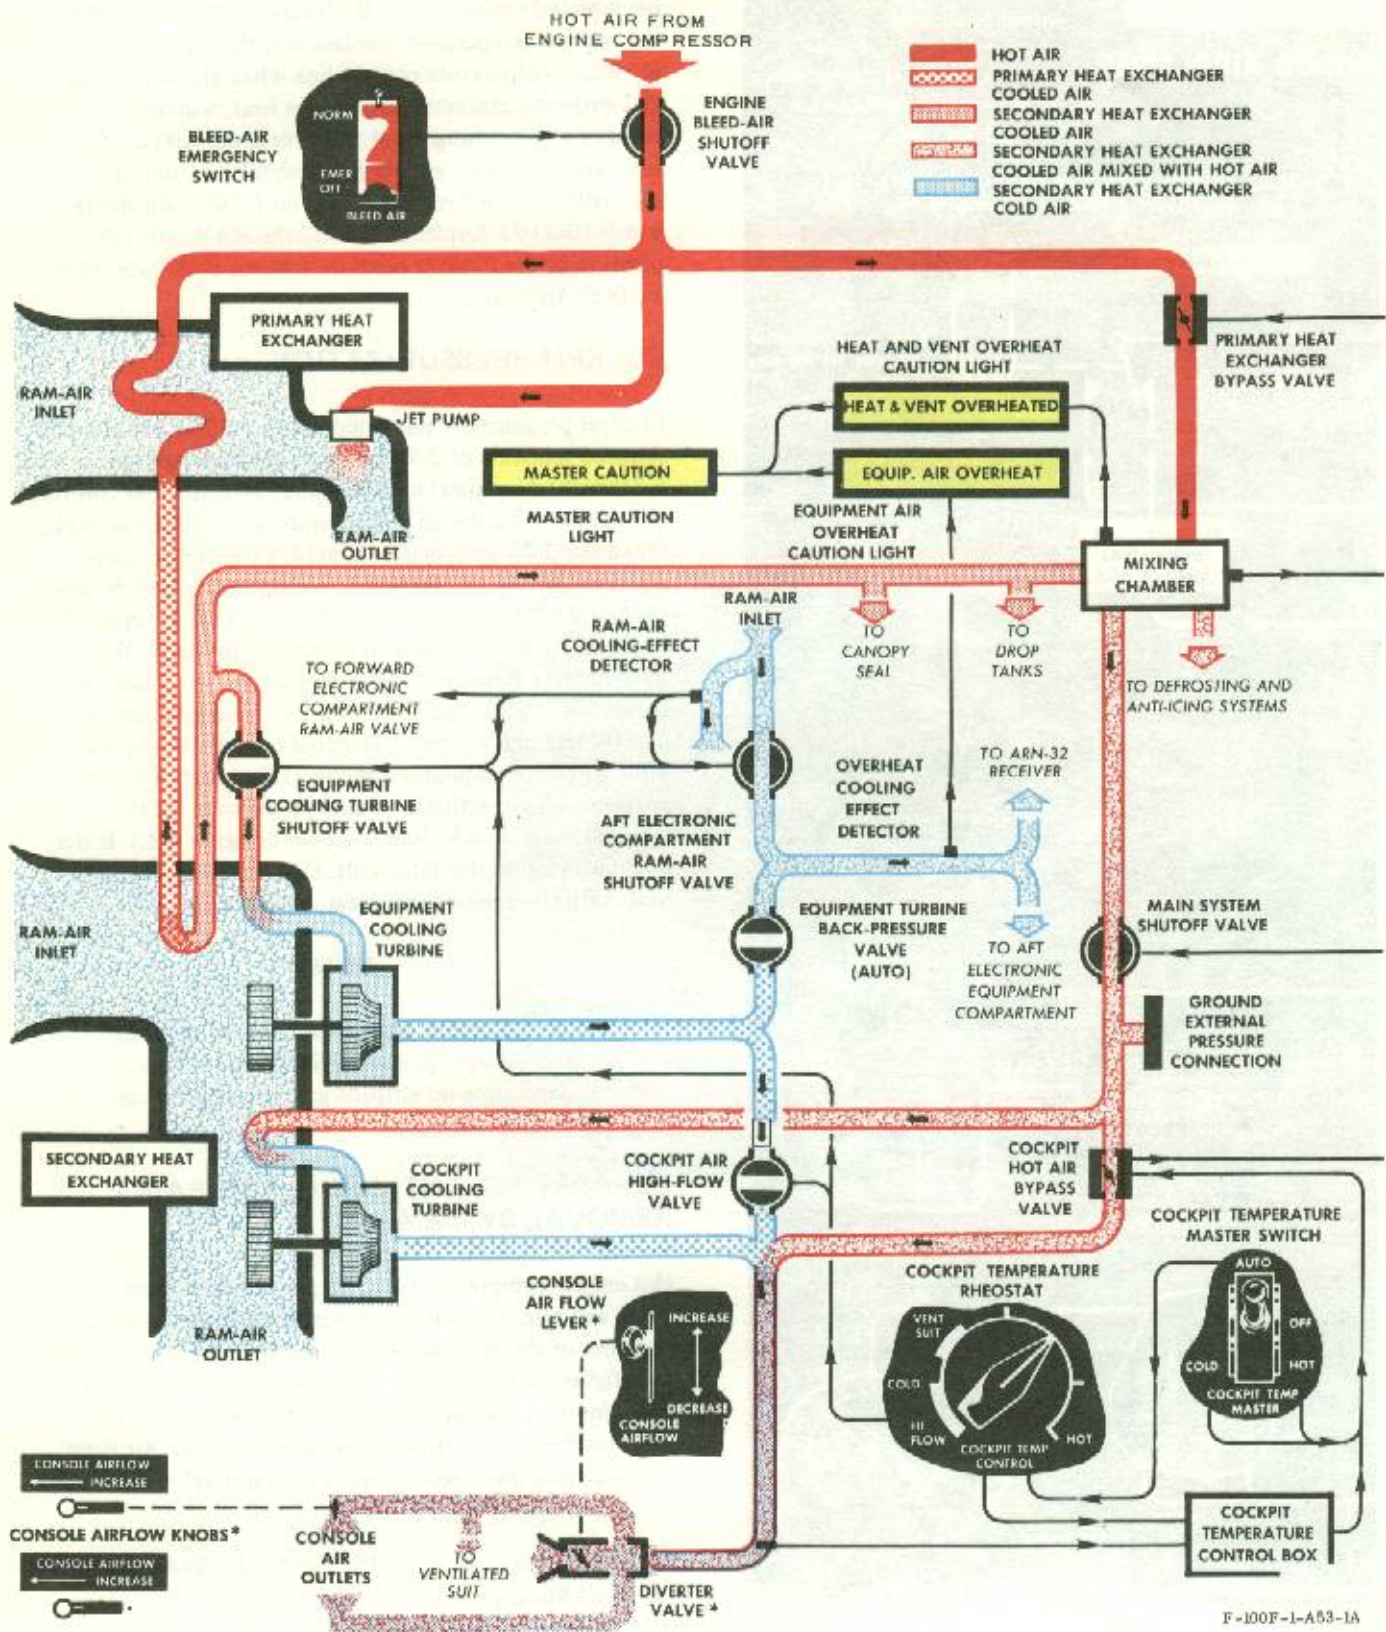 HOT AIR FROM
ENGINE COMPRESSOR
HOT AIR
PRIMARY HEAT EXCHANGER
COOLED AIR
SECONDARY HEAT EXCHANGER
COOLED AIR
SECONDARY HEAT EXCHANGER
COOLED AIR MIXED WITH HOT AIR
SECONDARY HEAT EXCHANGER
COLD AIR
BLEED-AIR
EMERGENCY
SWITCH
NORM
EMER
OFF
BLEED AIR
ENGINE
BLEED-AIR
SHUTOFF
VALVE
PRIMARY HEAT
EXCHANGER
RAM-AIR
INLET
JET PUMP
RAM-AIR
OUTLET
HEAT AND VENT OVERHEAT
CAUTION LIGHT
HEAT & VENT OVERHEATED
MASTER CAUTION
EQUIP. AIR OVERHEAT
MASTER CAUTION
LIGHT
EQUIPMENT AIR
OVERHEAT
CAUTION LIGHT
PRIMARY HEAT
EXCHANGER
BYPASS VALVE
MIXING
CHAMBER
RAM-AIR
INLET
RAM-AIR
COOLING-EFFECT
DETECTOR
TO
CANOPY
SEAL
TO
DROP
TANKS
TO DEFROSTING AND
ANTI-ICING SYSTEMS
TO FORWARD
ELECTRONIC
COMPARTMENT
RAM-AIR VALVE
EQUIPMENT
COOLING TURBINE
SHUTOFF VALVE
AFT ELECTRONIC
COMPARTMENT
RAM-AIR
SHUTOFF VALVE
OVERHEAT
COOLING
EFFECT
DETECTOR
TO ARN-32
RECEIVER
RAM-AIR
INLET
EQUIPMENT
COOLING
TURBINE
EQUIPMENT TURBINE
BACK-PRESSURE
VALVE
(AUTO)
TO AFT
ELECTRONIC
EQUIPMENT
COMPARTMENT
MAIN SYSTEM
SHUTOFF VALVE
GROUND
EXTERNAL
PRESSURE
CONNECTION
SECONDARY HEAT
EXCHANGER
COCKPIT
COOLING
TURBINE
COCKPIT AIR
HIGH-FLOW
VALVE
COCKPIT
HOT AIR
BYPASS
VALVE
COCKPIT TEMPERATURE
MASTER SWITCH
AUTO
OFF
COLD
HOT
COCKPIT TEMP
MASTER
RAM-AIR
OUTLET
CONSOLE
AIR FLOW
LEVER*
INCREASE
DECREASE
CONSOLE
AIRFLOW
COCKPIT TEMPERATURE
RHEOSTAT
VENT
SUIT
COLD
HI
FLOW
HOT
COCKPIT TEMP
CONTROL
CONSOLE AIRFLOW
INCREASE
CONSOLE AIRFLOW KNOBS*
CONSOLE AIRFLOW
INCREASE
CONSOLE
AIR
OUTLETS
TO
VENTILATED
SUIT
DIVERTER
VALVE*
COCKPIT
TEMPERATURE
CONTROL BOX
F-100F-1-A53-1A